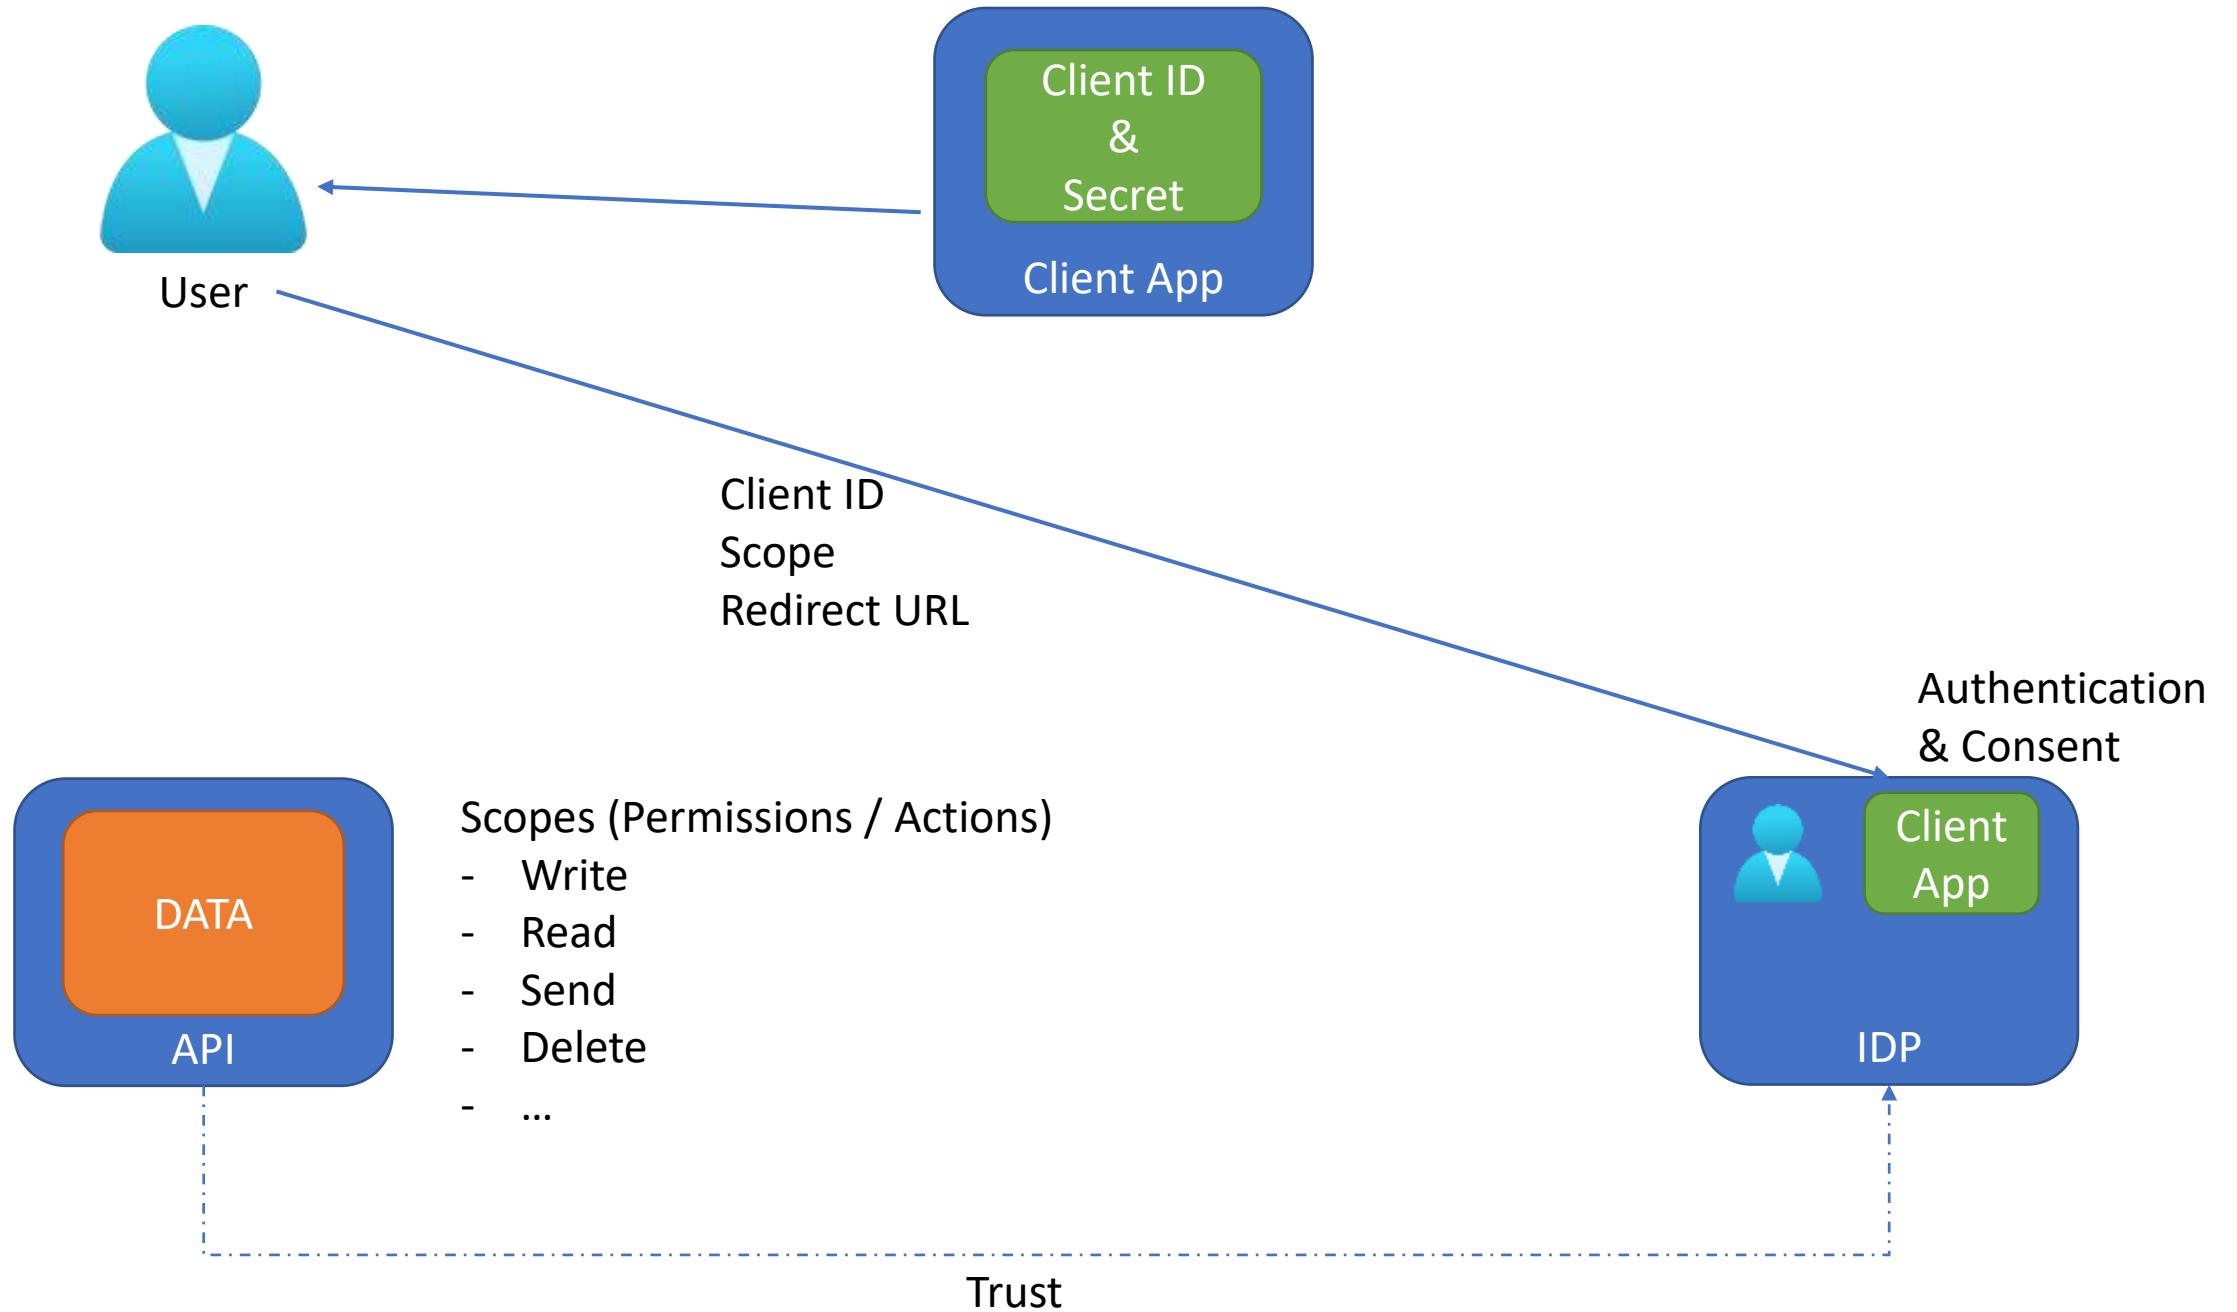 Client ID
&
Secret
Client App
User
Client ID
Scope
Redirect URL
Authentication
& Consent
Scopes (Permissions / Actions)
- Write
- Read
- Send
- Delete
- ...
DATA
API
Client
App
IDP
Trust